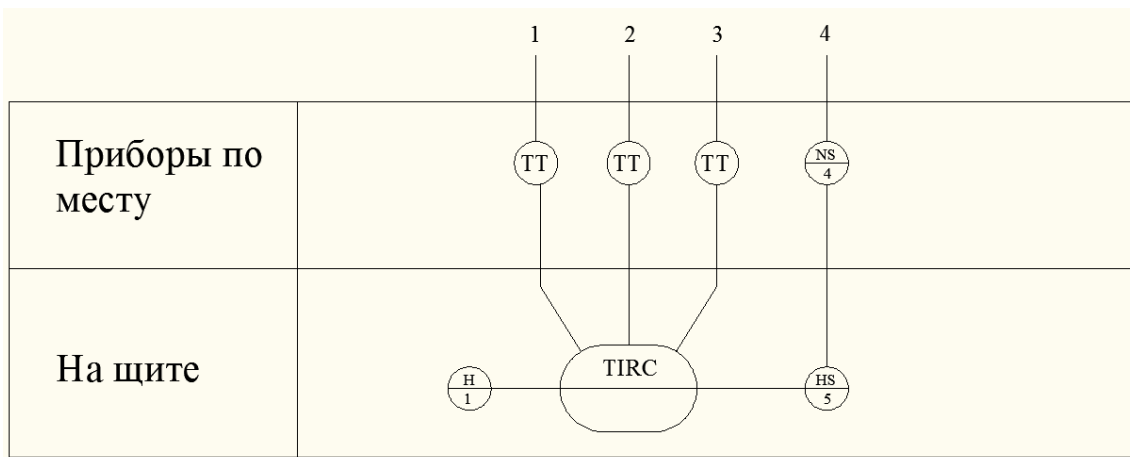 1 2 3 4
Приборы по
месту
TT TT TT NS
4
На щите
TIRC
H
1
HS
5